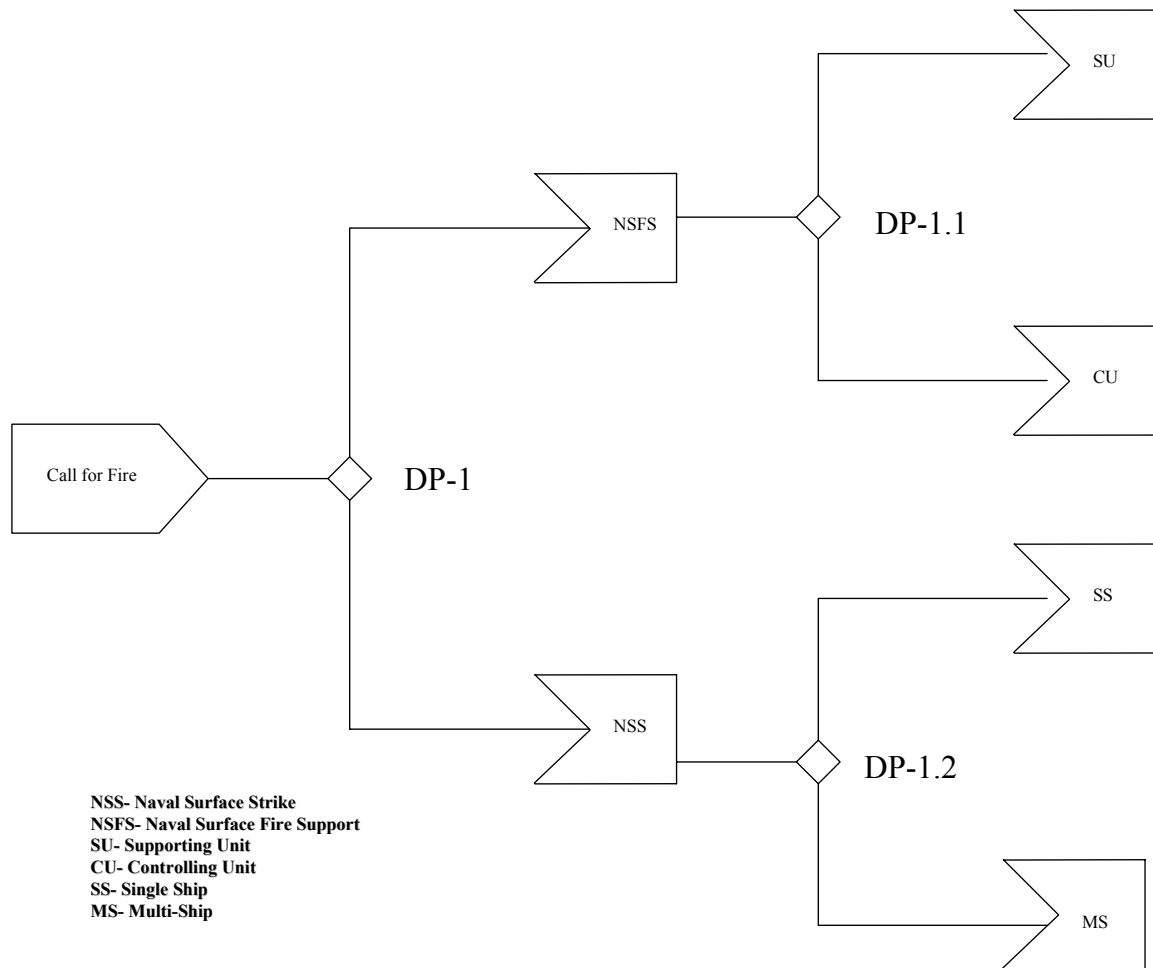 SU
NSFS
DP-1.1
CU
Call for Fire
DP-1
SS
NSS
DP-1.2
NSS- Naval Surface Strike
NSFS- Naval Surface Fire Support
SU- Supporting Unit
CU- Controlling Unit
SS- Single Ship
MS- Multi-Ship
MS